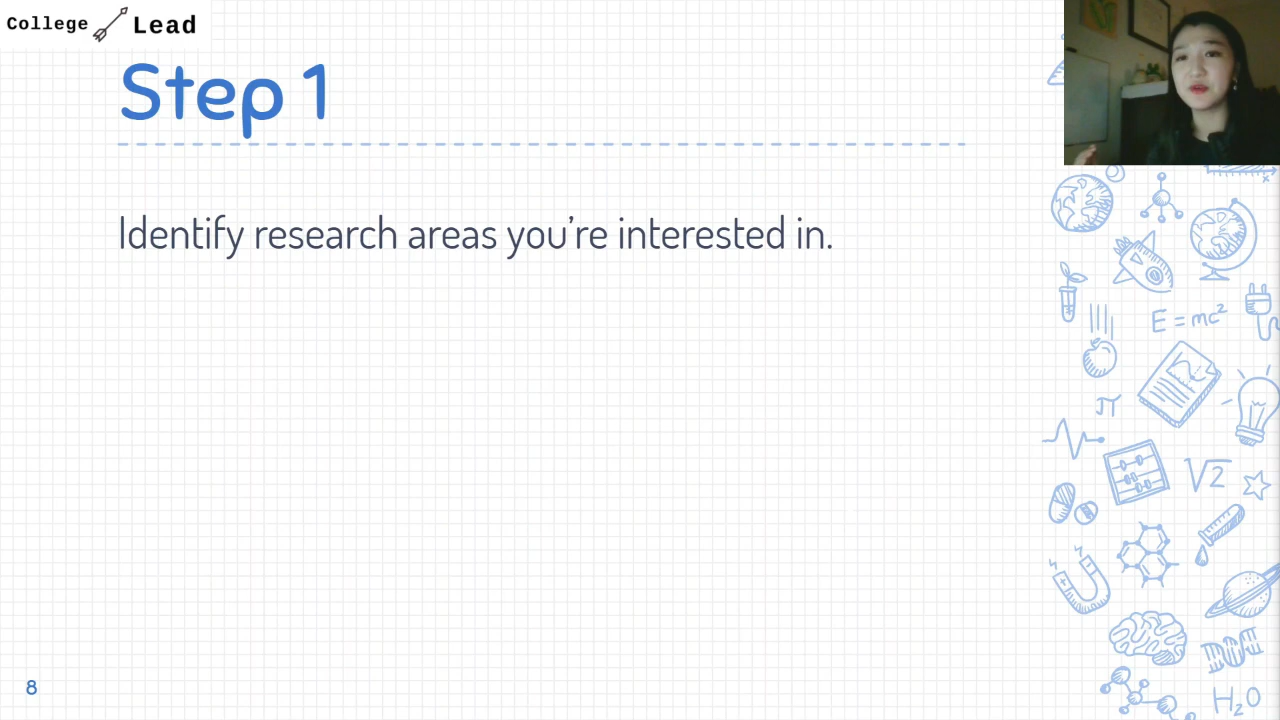 College Lead
Step 1
Identify research areas you're interested in.
E = mc²
π
√2
H₂O
8